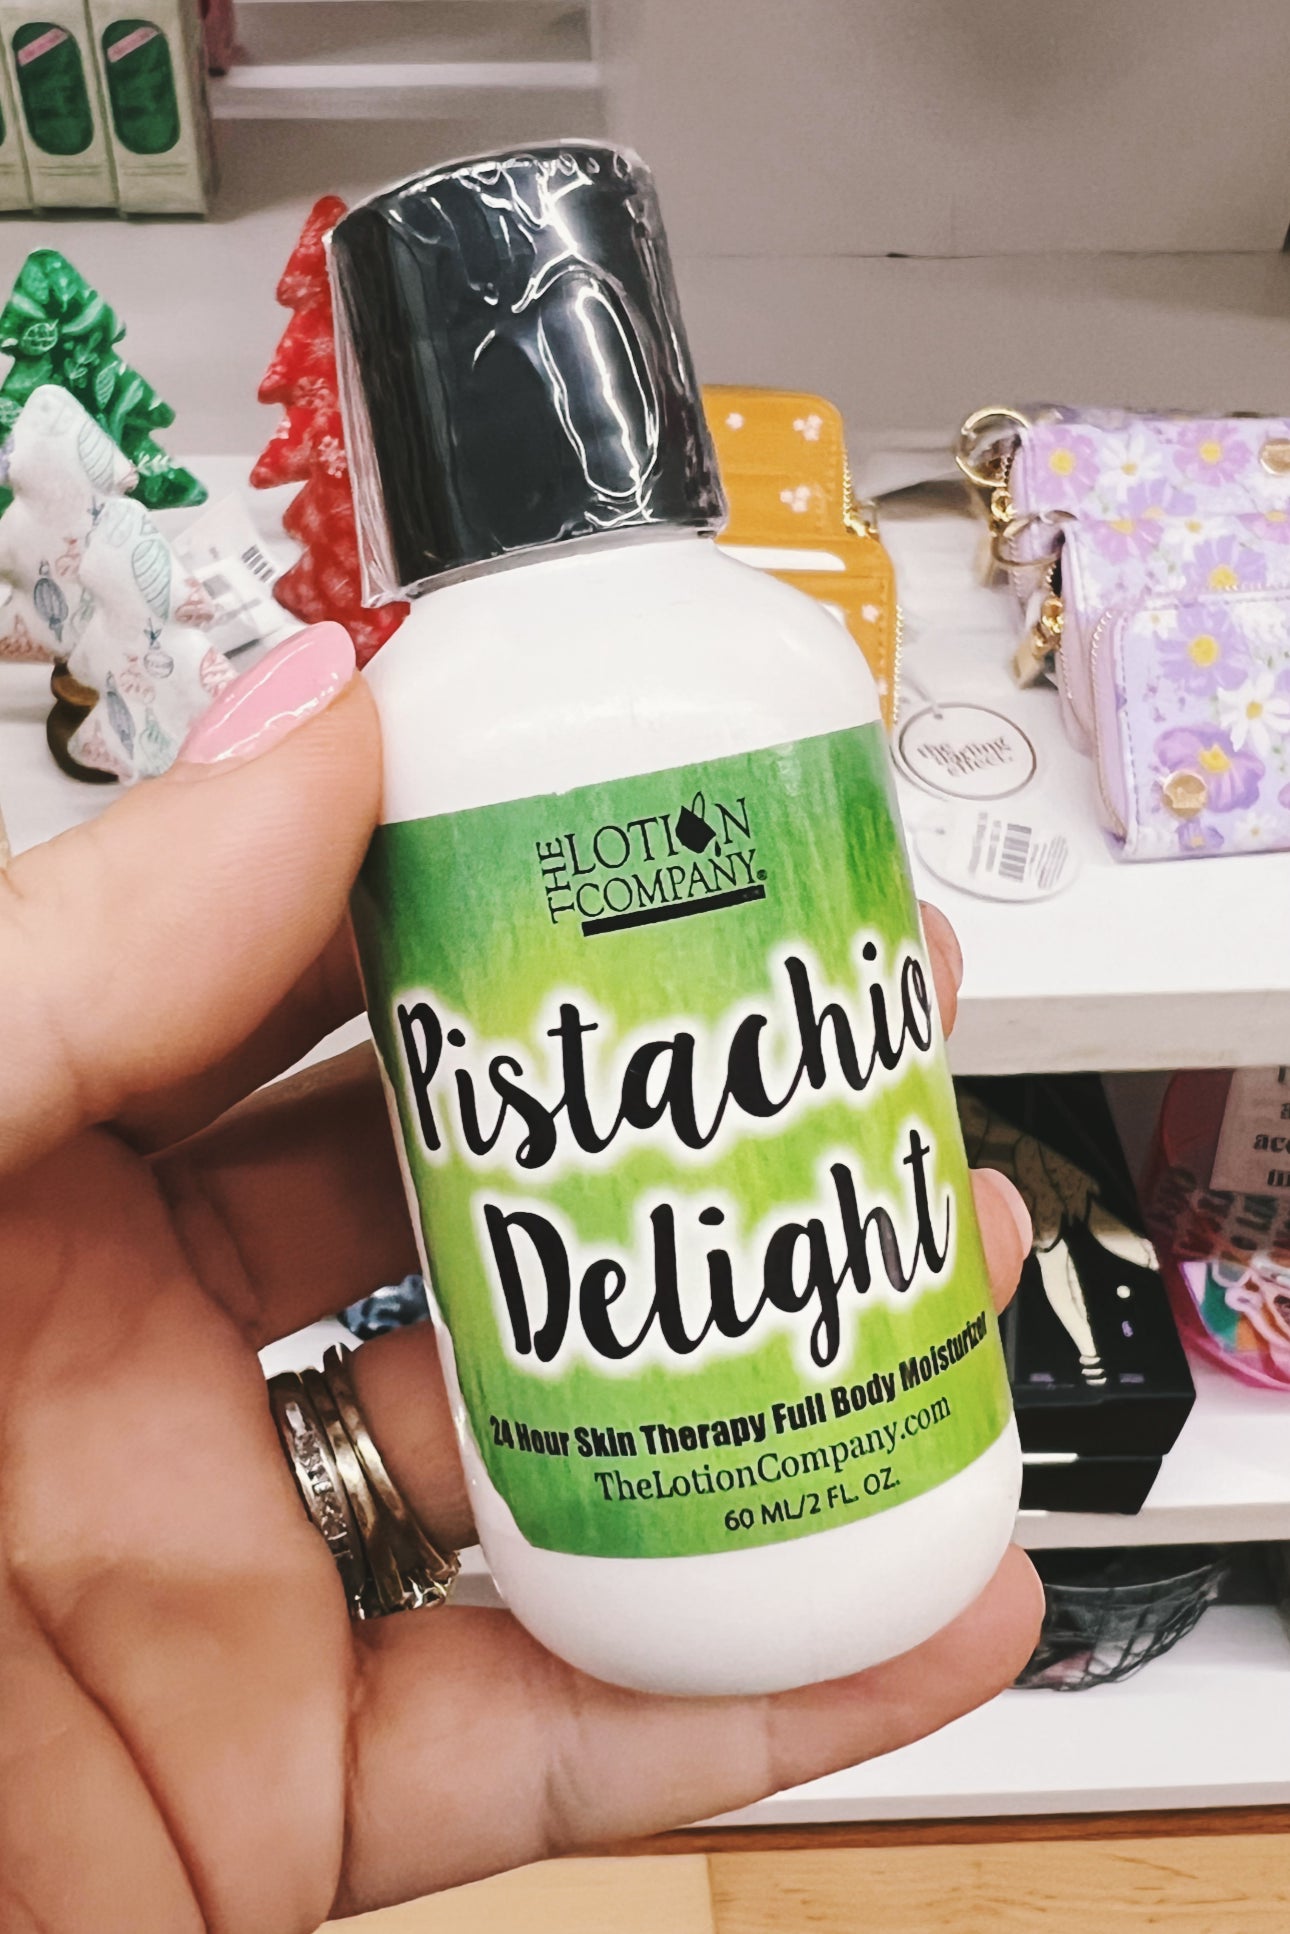 THE LOTION
COMPANY®
Pistachio
Delight
24 Hour Skin Therapy Full Body Moisturizer
TheLotionCompany.com
60 ML/2 FL. OZ.